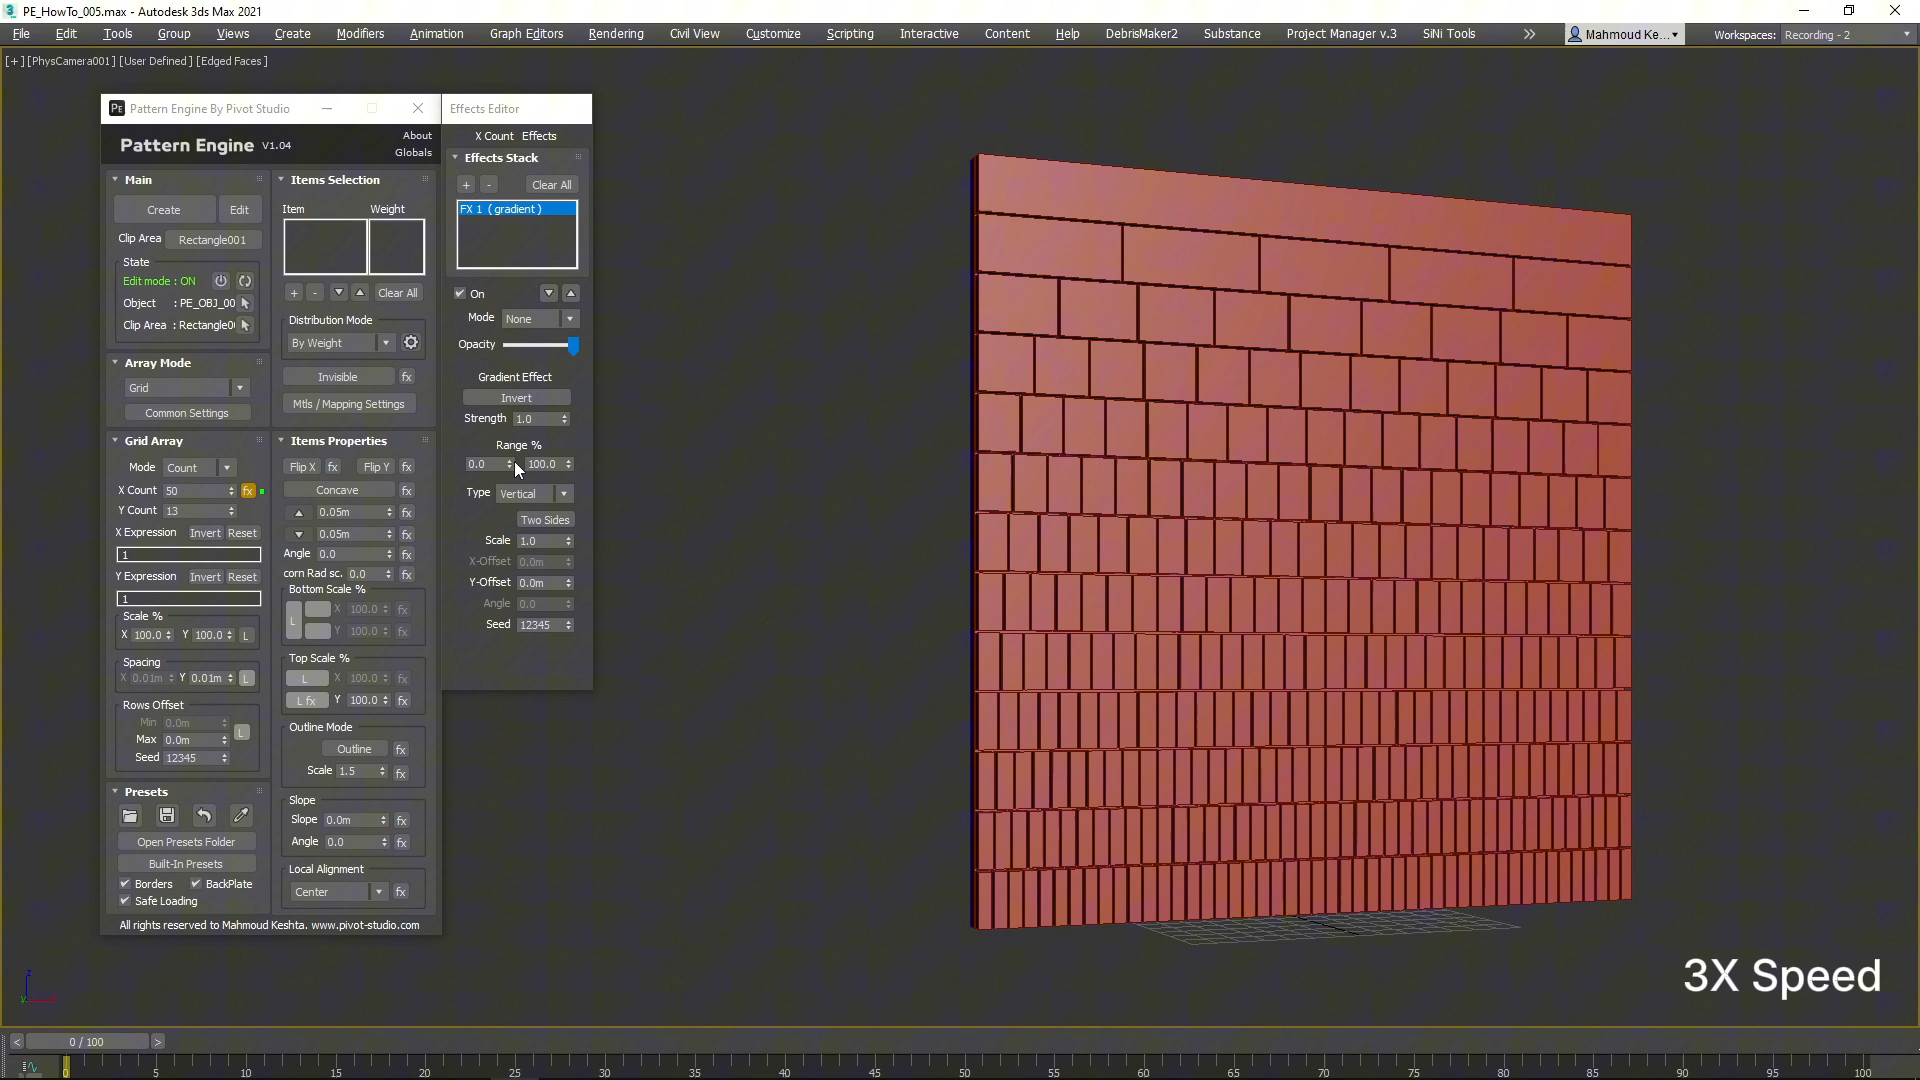 PE_HowTo_005.max - Autodesk 3ds Max 2021
File Edit Tools Group Views Create Modifiers Animation Graph Editors Rendering Civil View Customize Scripting Interactive Content Help DebrisMaker2 Substance Project Manager v.3 SiNi Tools
Mahmoud Ke...
Workspaces: Recording - 2
[+] [PhysCamera001] [User Defined] [Edged Faces]
PE Pattern Engine By Pivot Studio
Pattern Engine V1.04
About
Globals
Main
Create Edit
Clip Area Rectangle001
State
Edit mode : ON
Object : PE_OBJ_00
Clip Area : Rectangle0
Array Mode
Grid
Common Settings
Grid Array
Mode Count
X Count 50 fx
Y Count 13
X Expression Invert Reset
1
Y Expression Invert Reset
1
Scale %
X 100.0 Y 100.0 L
Spacing
X 0.01m Y 0.01m L
Rows Offset
Min 0.0m
Max 0.0m L
Seed 12345
Presets
Open Presets Folder
Built-In Presets
Borders BackPlate
Safe Loading
Items Selection
Item Weight
+ - Clear All
Distribution Mode
By Weight
Invisible fx
Mtls / Mapping Settings
Items Properties
Flip X fx Flip Y fx
Concave fx
0.05m fx
0.05m fx
Angle 0.0 fx
corn Rad sc. 0.0 fx
Bottom Scale %
L X 100.0 fx
Y 100.0 fx
Top Scale %
L X 100.0 fx
L fx Y 100.0 fx
Outline Mode
Outline fx
Scale 1.5 fx
Slope
Slope 0.0m fx
Angle 0.0 fx
Local Alignment
Center fx
All rights reserved to Mahmoud Keshta. www.pivot-studio.com
Effects Editor
X Count Effects
Effects Stack
+ - Clear All
FX 1 ( gradient )
On
Mode None
Opacity
Gradient Effect
Invert
Strength 1.0
Range %
0.0 100.0
Type Vertical
Two Sides
Scale 1.0
X-Offset 0.0m
Y-Offset 0.0m
Angle 0.0
Seed 12345
3X Speed
z
y
< 0 / 100 >
0 5 10 15 20 25 30 35 40 45 50 55 60 65 70 75 80 85 90 95 100